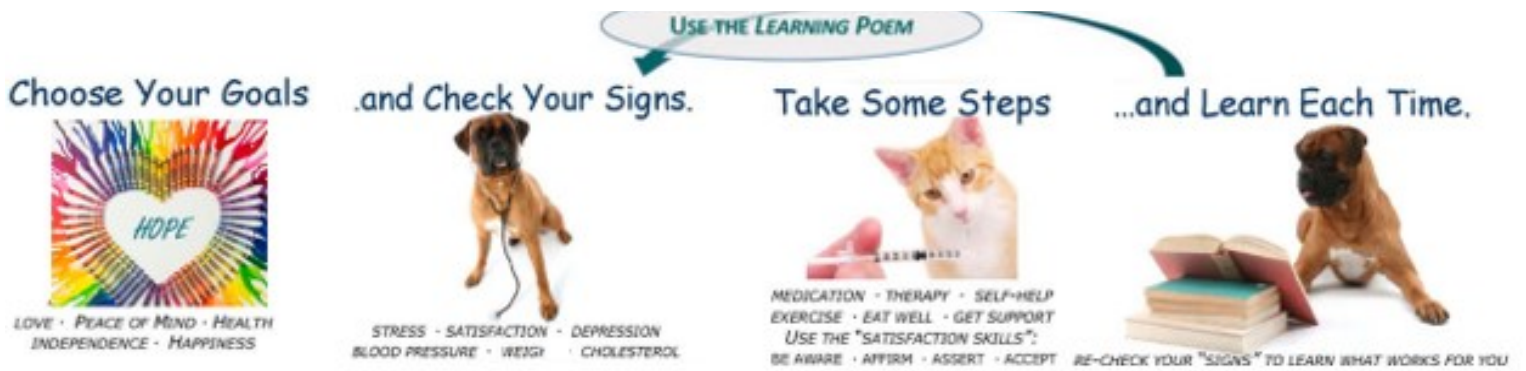 USE THE LEARNING POEM
Choose Your Goals
.and Check Your Signs.
Take Some Steps
...and Learn Each Time.
HOPE
LOVE · PEACE OF MIND · HEALTH
INDEPENDENCE · HAPPINESS
STRESS · SATISFACTION · DEPRESSION
BLOOD PRESSURE · · CHOLESTEROL
MEDICATION · THERAPY · SELF-HELP
EXERCISE · EAT WELL · GET SUPPORT
USE THE "SATISFACTION SKILLS":
BE AWARE · AFFIRM · ASSERT · ACCEPT
RE-CHECK YOUR "SIGNS" TO LEARN WHAT WORKS FOR YOU